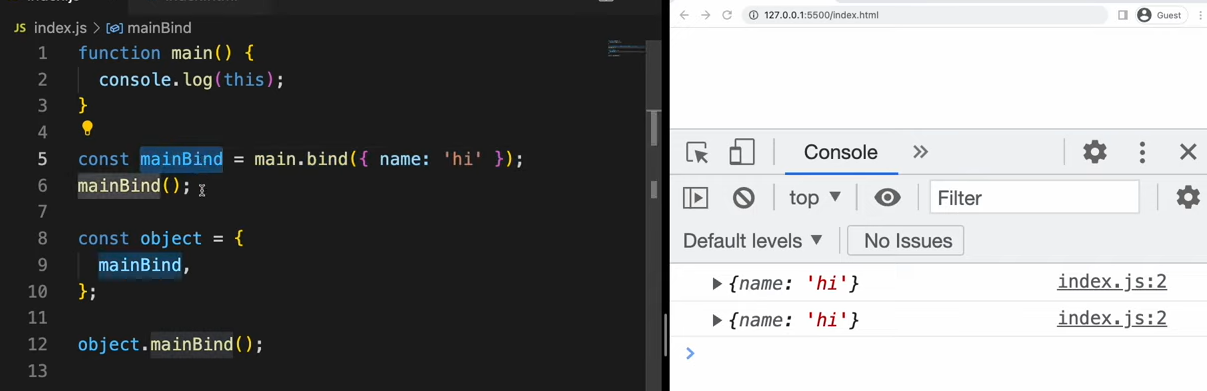 JS index.js > mainBind
1 function main() {
2 console.log(this);
3 }
4
5 const mainBind = main.bind({ name: 'hi' });
6 mainBind();
7
8 const object = {
9 mainBind,
10 };
11
12 object.mainBind();
13
127.0.0.1:5500/index.html
Guest
Console »
top ▼ Filter
Default levels ▼ No Issues
▶ {name: 'hi'} index.js:2
▶ {name: 'hi'} index.js:2
>